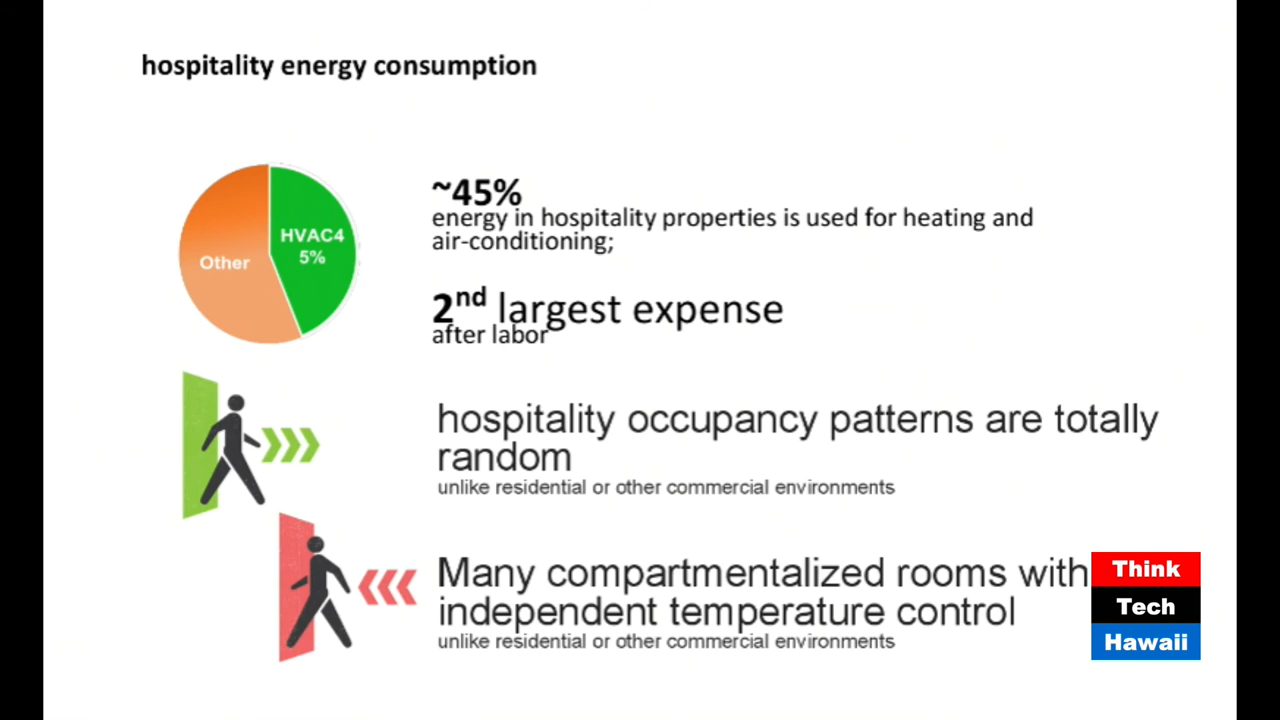 hospitality energy consumption
HVAC4
5%
Other
~45%
energy in hospitality properties is used for heating and
air-conditioning;
2nd largest expense
after labor
hospitality occupancy patterns are totally
random
unlike residential or other commercial environments
Many compartmentalized rooms with
independent temperature control
unlike residential or other commercial environments
Think
Tech
Hawaii